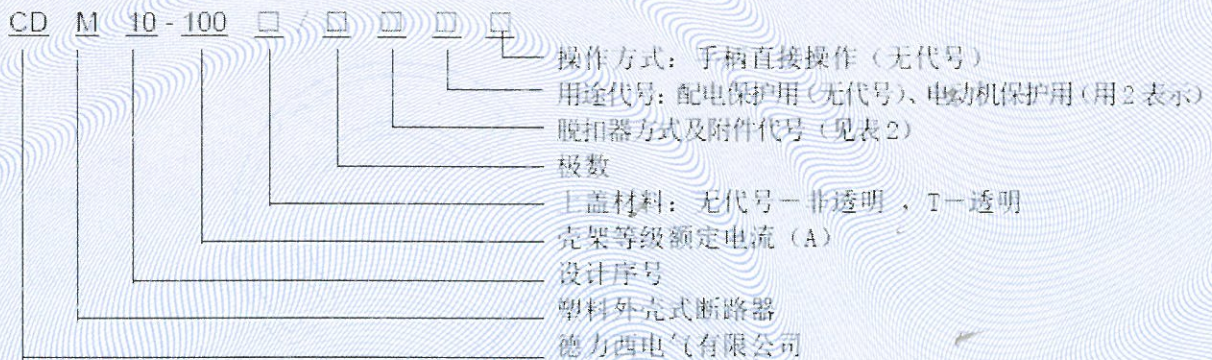 CD M 10-100 □/□ □ □ □
操作方式：手柄直接操作（无代号）
用途代号：配电保护用（无代号）、电动机保护用（用2表示）
脱扣器方式及附件代号（见表2）
极数
上盖材料：无代号－非透明，T－透明
壳架等级额定电流（A）
设计序号
塑料外壳式断路器
德力西电气有限公司